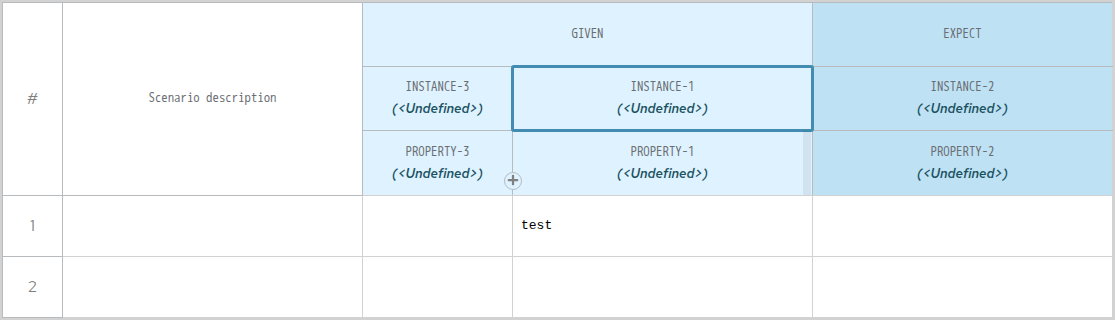 #
Scenario description
GIVEN
EXPECT
INSTANCE-3
(<Undefined>)
INSTANCE-1
(<Undefined>)
INSTANCE-2
(<Undefined>)
PROPERTY-3
(<Undefined>)
PROPERTY-1
(<Undefined>)
PROPERTY-2
(<Undefined>)
1
test
2